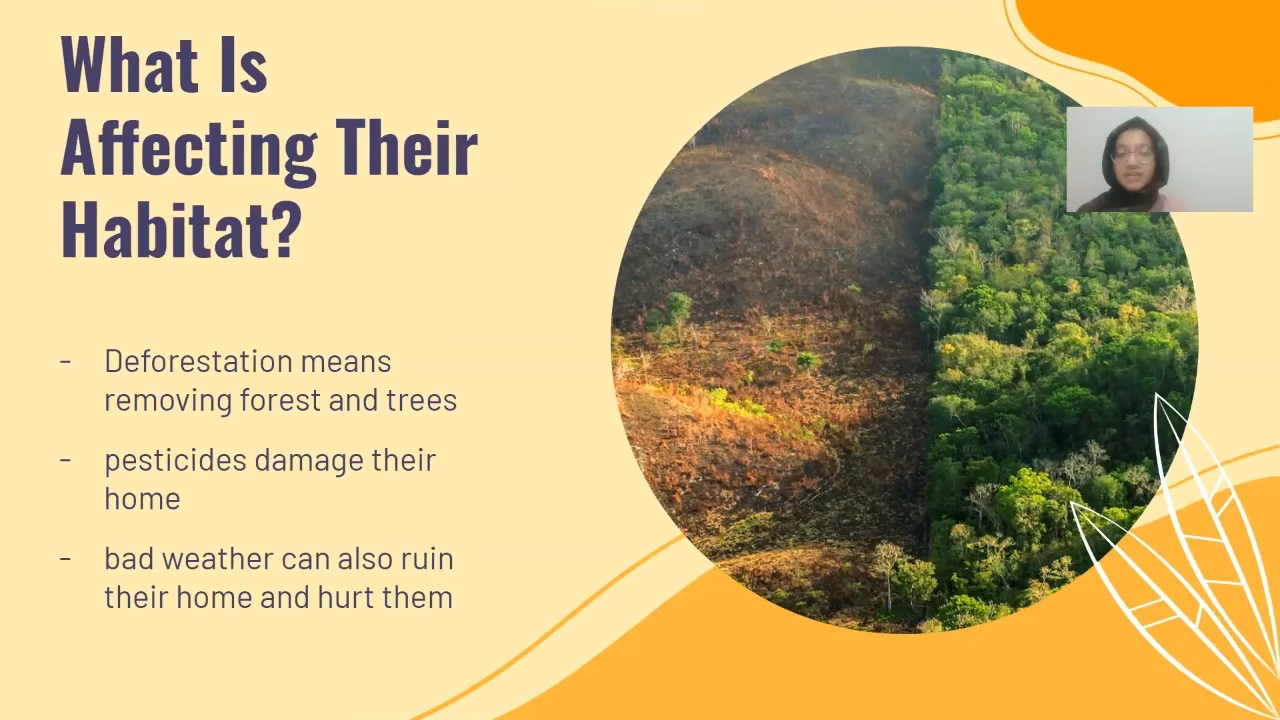 What Is
Affecting Their
Habitat?
- Deforestation means
removing forest and trees
- pesticides damage their
home
- bad weather can also ruin
their home and hurt them